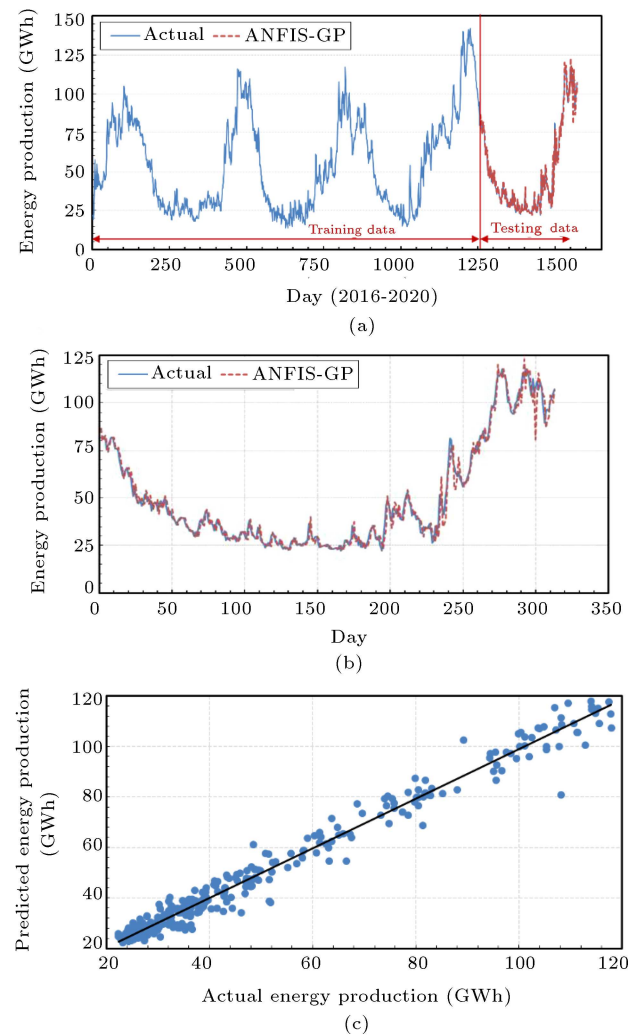 150
125
100
75
50
25
0
Energy production (GWh)
Actual ANFIS-GP
Training data
Testing data
0 250 500 750 1000 1250 1500
Day (2016-2020)
(a)
125
100
75
50
25
0
Energy production (GWh)
Actual ANFIS-GP
0 50 100 150 200 250 300 350
Day
(b)
120
100
80
60
40
20
Predicted energy production
(GWh)
20 40 60 80 100 120
Actual energy production (GWh)
(c)